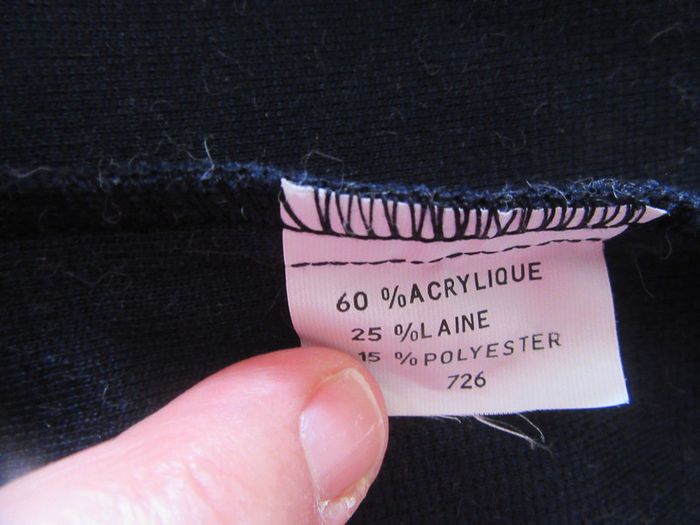 60 %ACRYLIQUE
25 %LAINE
15 %POLYESTER
726